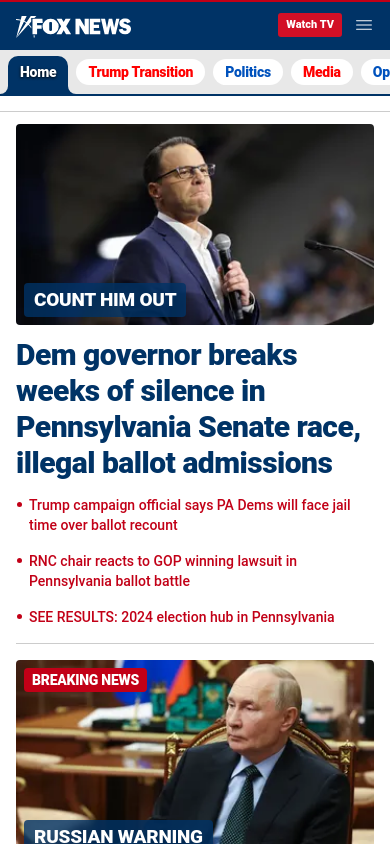 FOX NEWS
Watch TV
Home
Trump Transition
Politics
Media
Op
COUNT HIM OUT
Dem governor breaks
weeks of silence in
Pennsylvania Senate race,
illegal ballot admissions
• Trump campaign official says PA Dems will face jail
time over ballot recount
• RNC chair reacts to GOP winning lawsuit in
Pennsylvania ballot battle
• SEE RESULTS: 2024 election hub in Pennsylvania
BREAKING NEWS
RUSSIAN WARNING